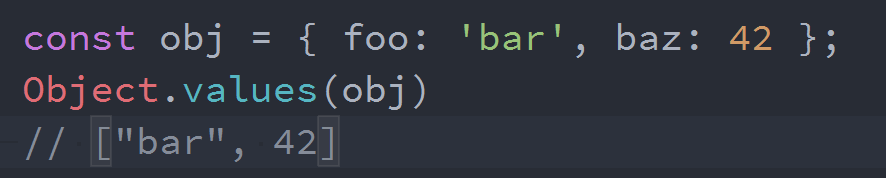 const obj = { foo: 'bar', baz: 42 };
Object.values(obj)
// ["bar", 42]